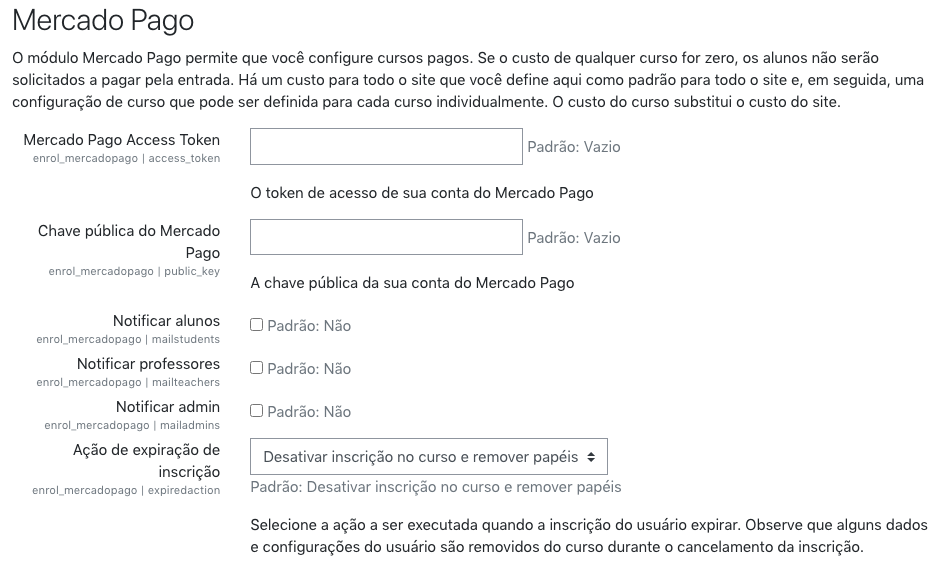 Mercado Pago
O módulo Mercado Pago permite que você configure cursos pagos. Se o custo de qualquer curso for zero, os alunos não serão
solicitados a pagar pela entrada. Há um custo para todo o site que você define aqui como padrão para todo o site e, em seguida, uma
configuração de curso que pode ser definida para cada curso individualmente. O custo do curso substitui o custo do site.
Mercado Pago Access Token
enrol_mercadopago | access_token
Padrão: Vazio
O token de acesso de sua conta do Mercado Pago
Chave pública do Mercado
Pago
enrol_mercadopago | public_key
Padrão: Vazio
A chave pública da sua conta do Mercado Pago
Notificar alunos
enrol_mercadopago | mailstudents
Padrão: Não
Notificar professores
enrol_mercadopago | mailteachers
Padrão: Não
Notificar admin
enrol_mercadopago | mailadmins
Padrão: Não
Ação de expiração de
inscrição
enrol_mercadopago | expiredaction
Desativar inscrição no curso e remover papéis
Padrão: Desativar inscrição no curso e remover papéis
Selecione a ação a ser executada quando a inscrição do usuário expirar. Observe que alguns dados
e configurações do usuário são removidos do curso durante o cancelamento da inscrição.